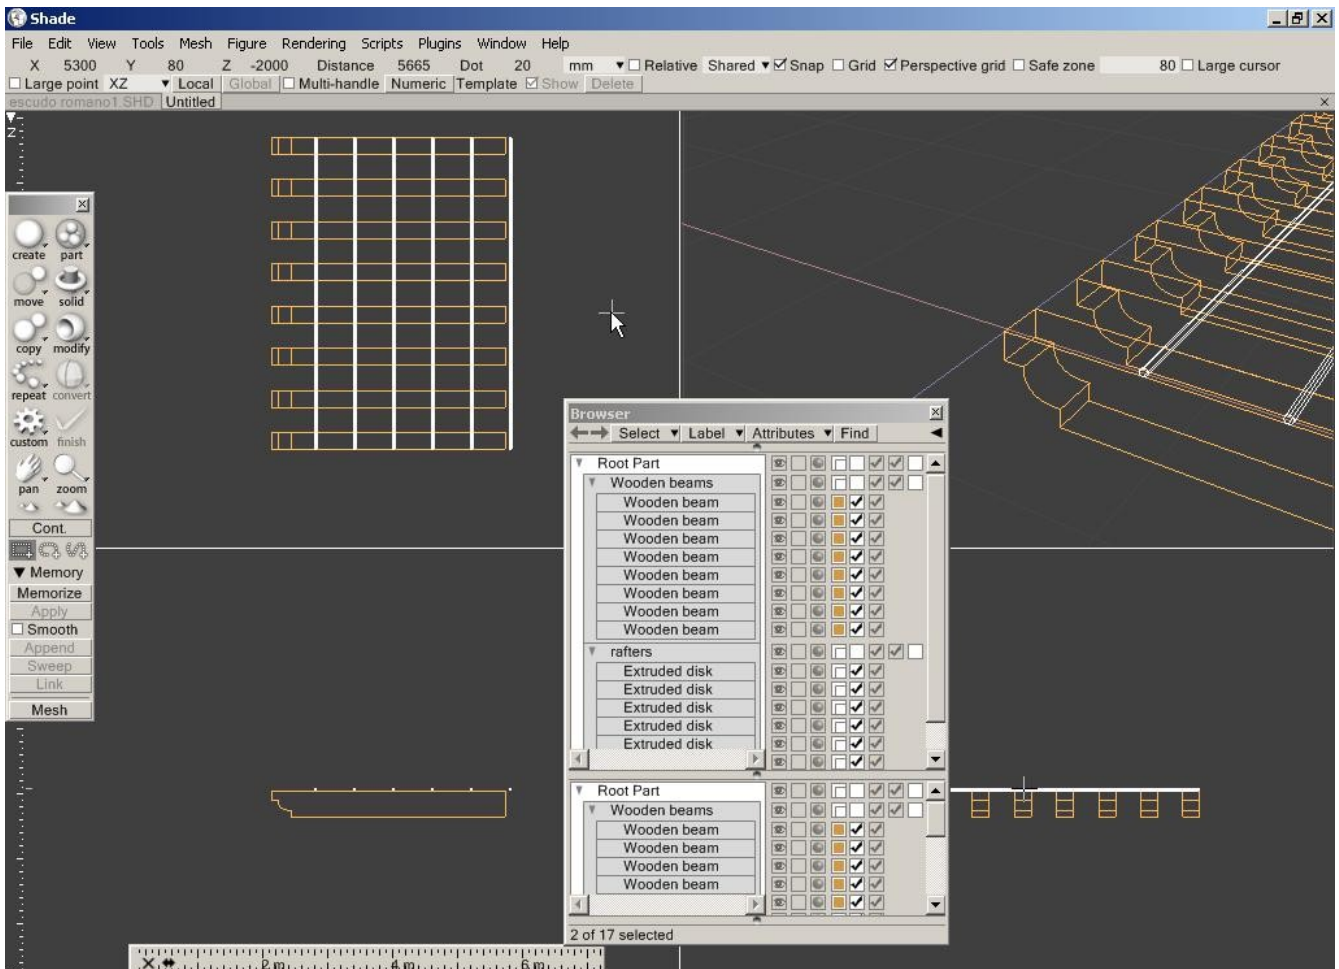 Shade
File Edit View Tools Mesh Figure Rendering Scripts Plugins Window Help
X 5300 Y 80 Z -2000 Distance 5665 Dot 20 mm Relative Shared Snap Grid Perspective grid Safe zone 80 Large cursor
Large point XZ Local Global Multi-handle Numeric Template Show Delete
escudo romano1.SHD Untitled
Z
create part
move solid
copy modify
repeat convert
custom finish
pan zoom
Cont.
Memory
Memorize
Apply
Smooth
Append
Sweep
Link
Mesh
Browser
Select Label Attributes Find
Root Part
Wooden beams
Wooden beam
Wooden beam
Wooden beam
Wooden beam
Wooden beam
Wooden beam
Wooden beam
Wooden beam
rafters
Extruded disk
Extruded disk
Extruded disk
Extruded disk
Extruded disk
Root Part
Wooden beams
Wooden beam
Wooden beam
Wooden beam
Wooden beam
2 of 17 selected
2 m 4 m 6 m